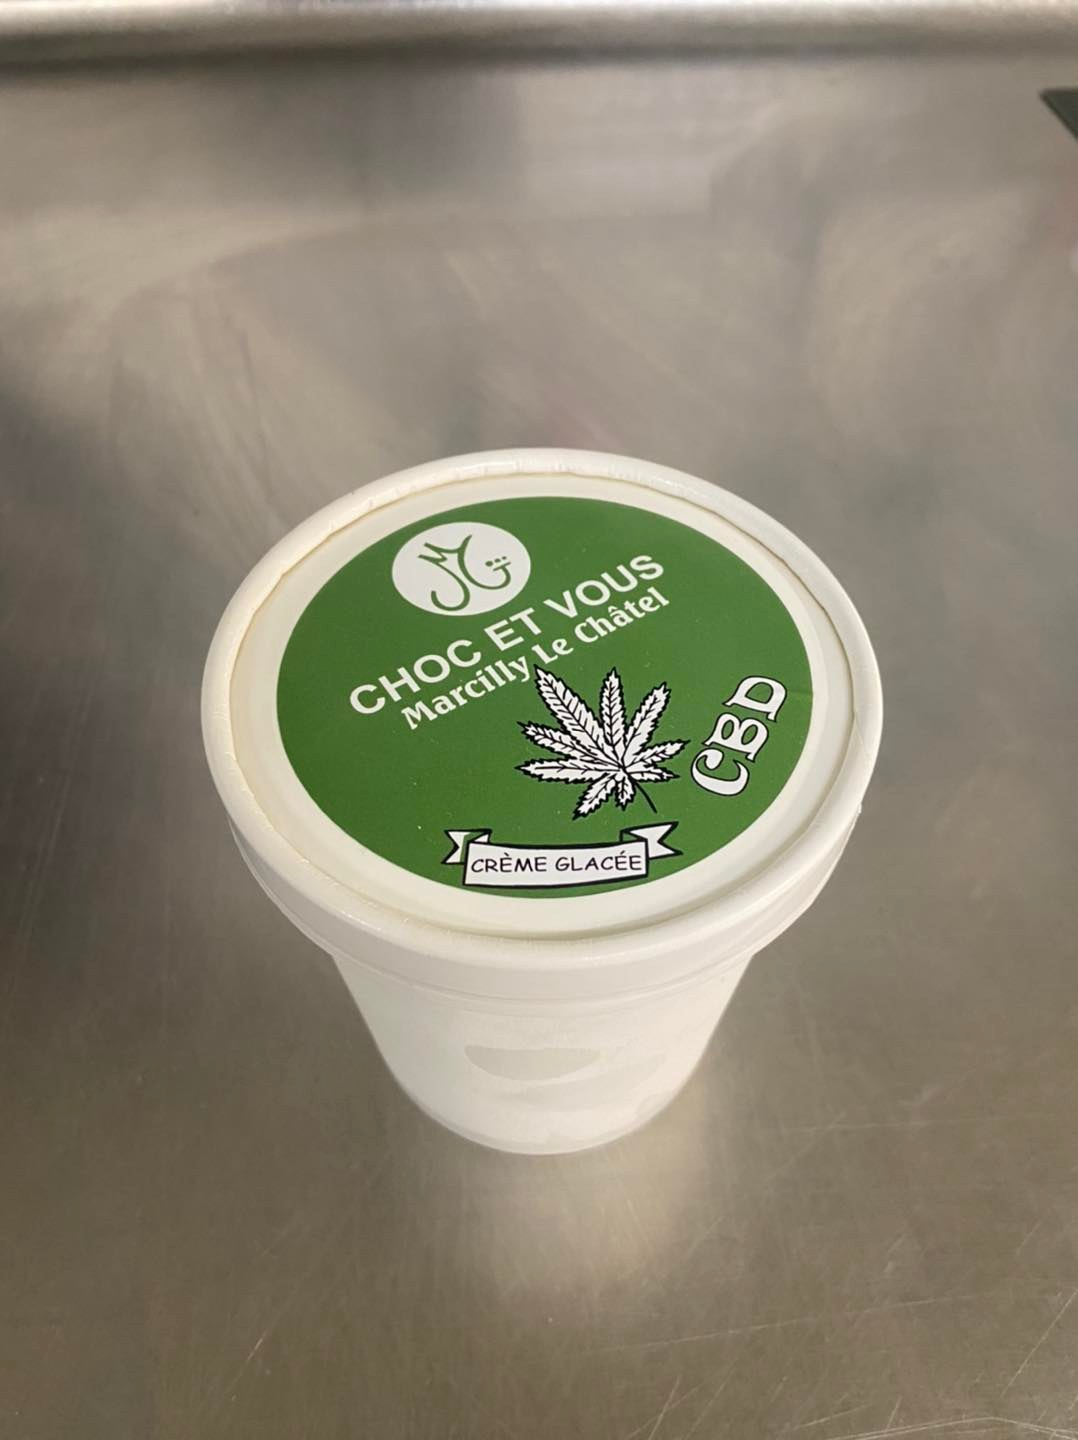 CHOC ET VOUS
Marcilly Le Châtel
CBD
CRÈME GLACÉE